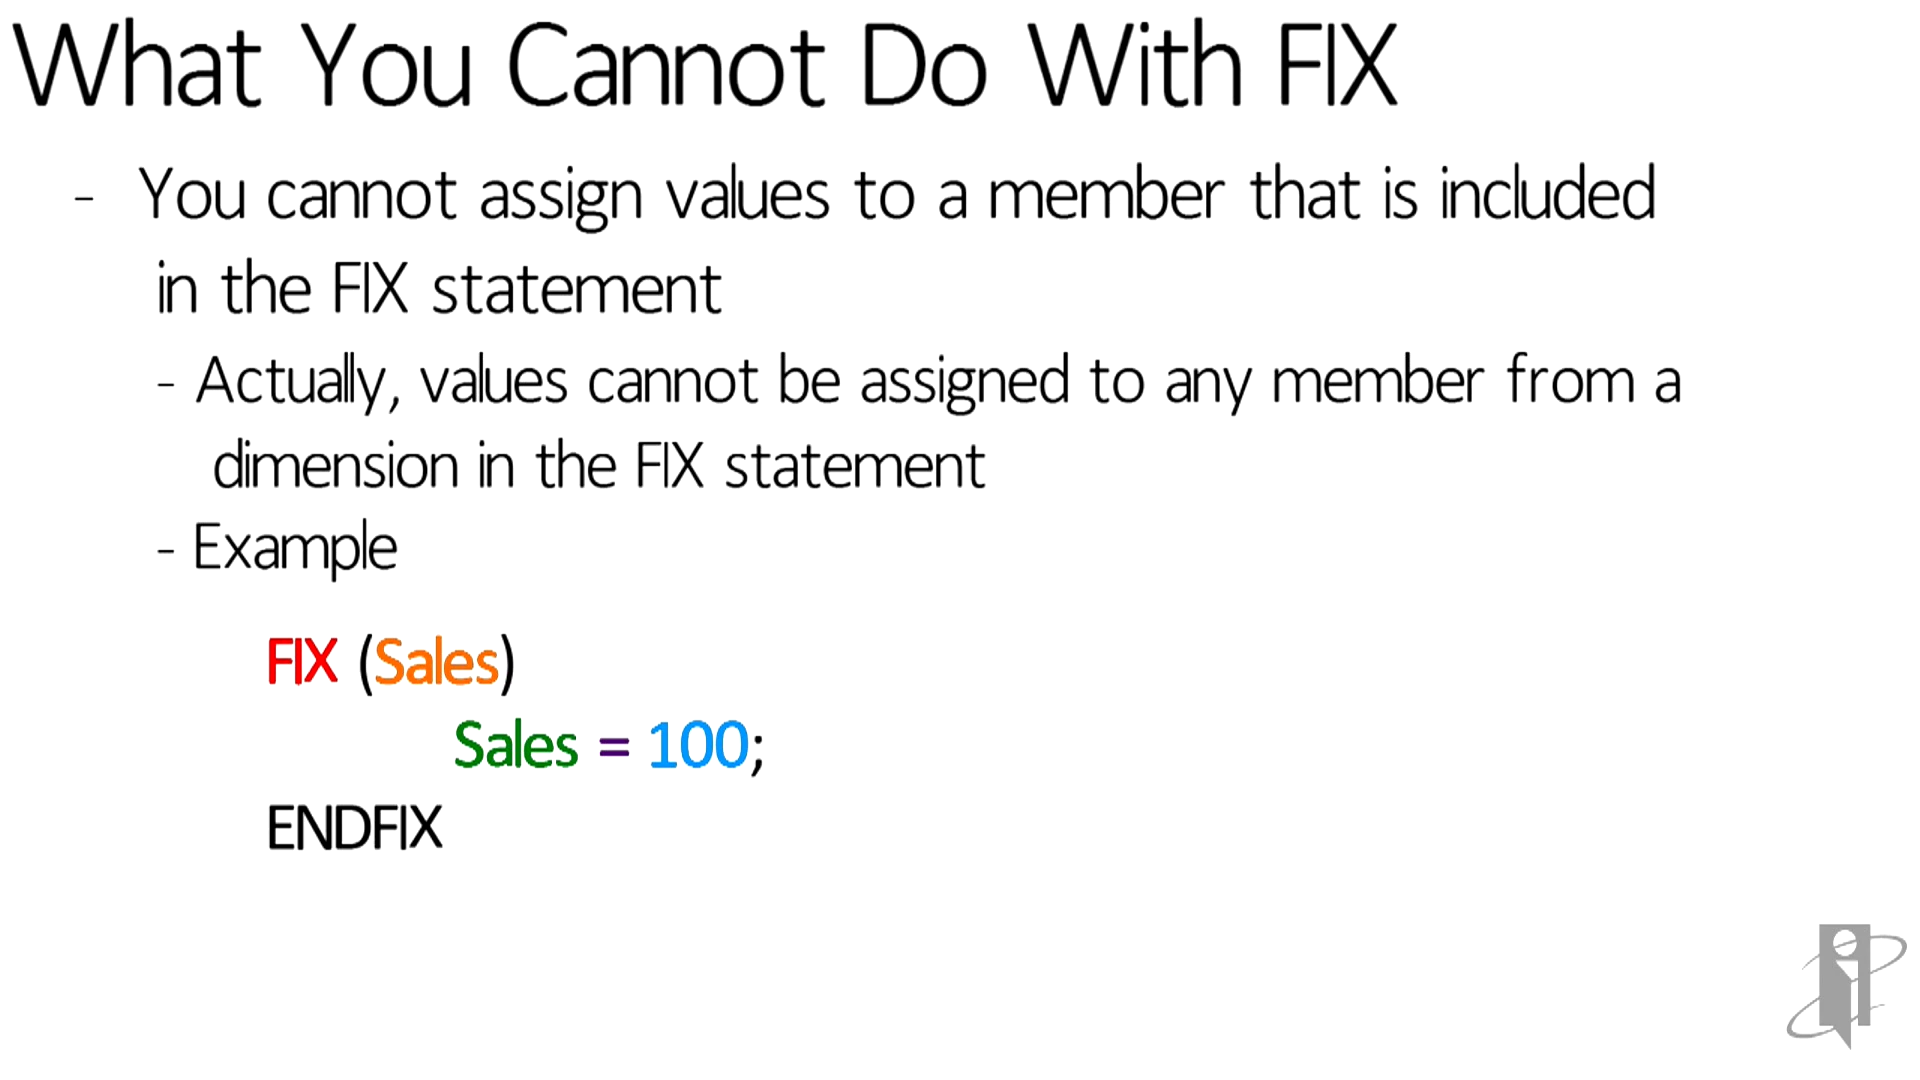 What You Cannot Do With FIX
- You cannot assign values to a member that is included
in the FIX statement
- Actually, values cannot be assigned to any member from a
dimension in the FIX statement
- Example
FIX (Sales)
Sales = 100;
ENDFIX